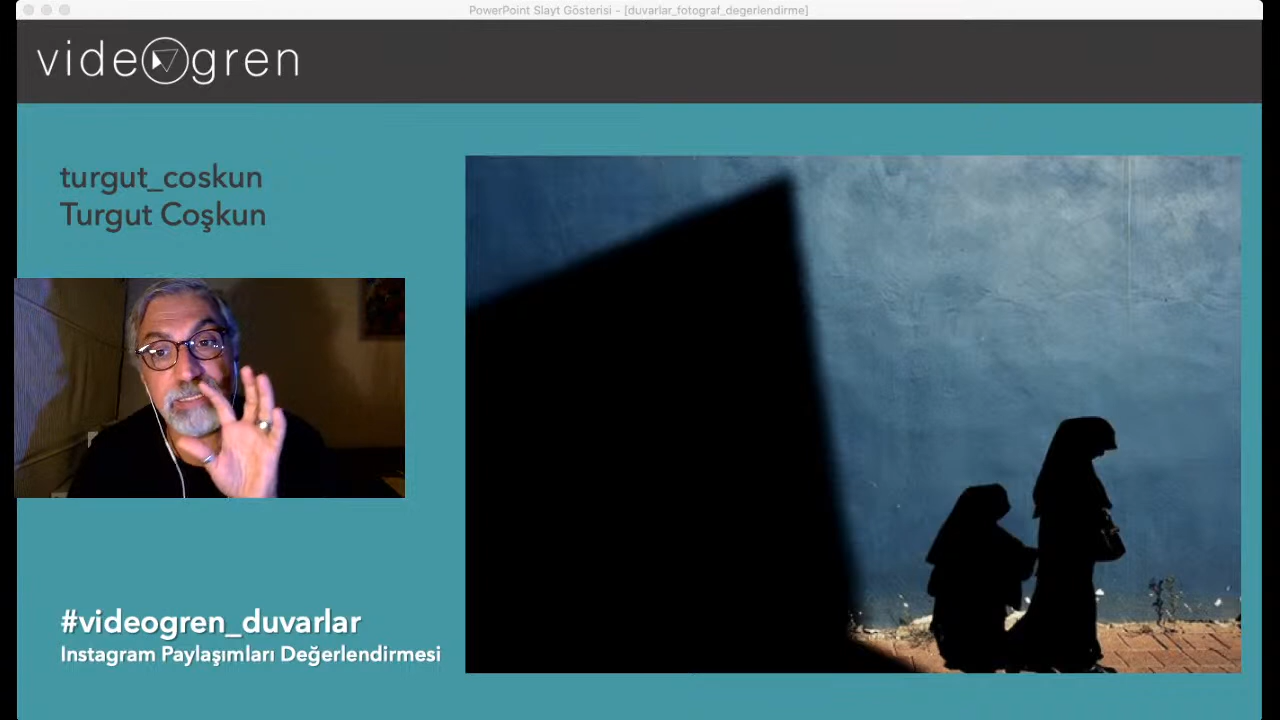 PowerPoint Slayt Gösterisi - [duvarlar_fotograf_degerlendirme]
videogren
turgut_coskun
Turgut Coşkun
#videogren_duvarlar
Instagram Paylaşımları Değerlendirmesi